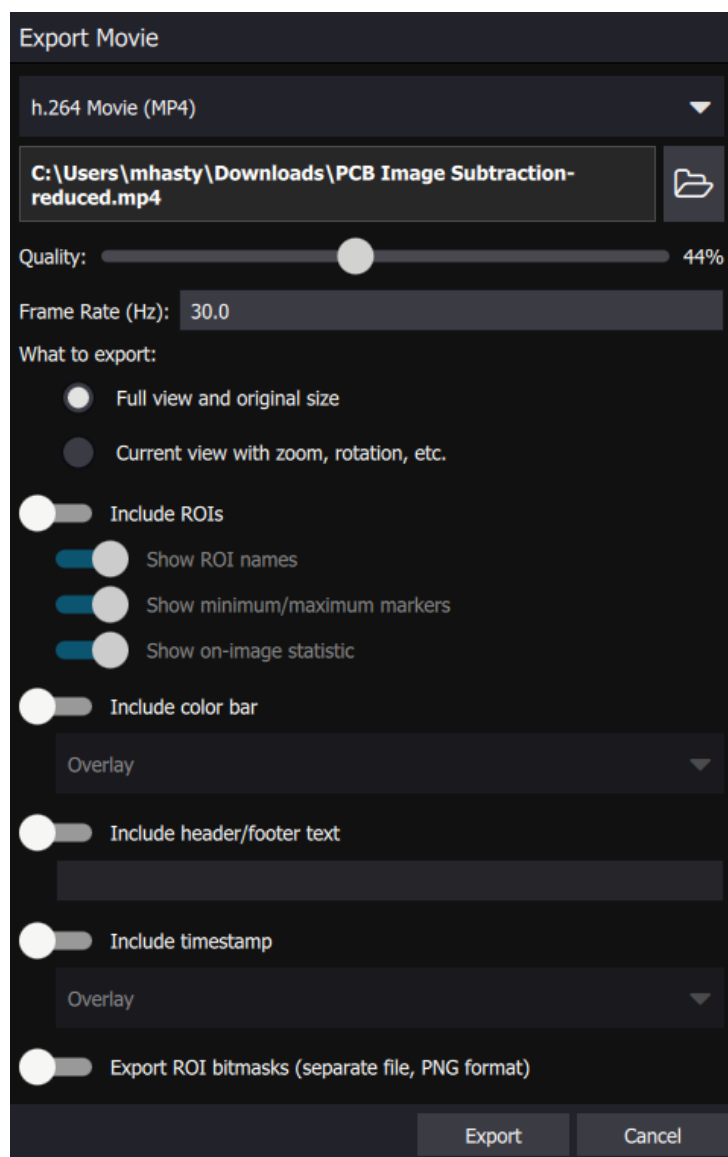 Export Movie
h.264 Movie (MP4)
C:\Users\mhasty\Downloads\PCB Image Subtraction-
reduced.mp4
Quality: 44%
Frame Rate (Hz): 30.0
What to export:
Full view and original size
Current view with zoom, rotation, etc.
Include ROIs
Show ROI names
Show minimum/maximum markers
Show on-image statistic
Include color bar
Overlay
Include header/footer text
Include timestamp
Overlay
Export ROI bitmasks (separate file, PNG format)
Export Cancel